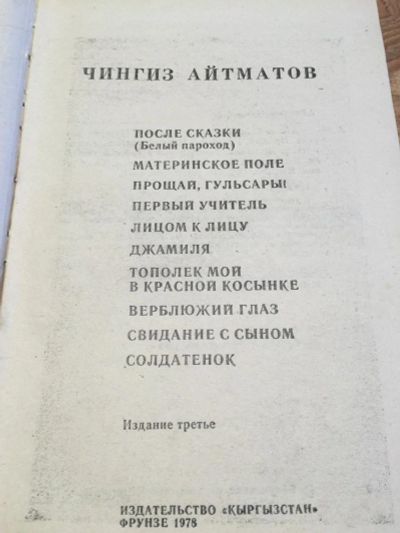 ЧИНГИЗ АЙТМАТОВ
ПОСЛЕ СКАЗКИ
(Белый пароход)
МАТЕРИНСКОЕ ПОЛЕ
ПРОЩАЙ, ГУЛЬСАРЫ!
ПЕРВЫЙ УЧИТЕЛЬ
ЛИЦОМ К ЛИЦУ
ДЖАМИЛЯ
ТОПОЛЕК МОЙ
В КРАСНОЙ КОСЫНКЕ
ВЕРБЛЮЖИЙ ГЛАЗ
СВИДАНИЕ С СЫНОМ
СОЛДАТЕНОК
Издание третье
ИЗДАТЕЛЬСТВО «КЫРГЫЗСТАН»
ФРУНЗЕ 1978